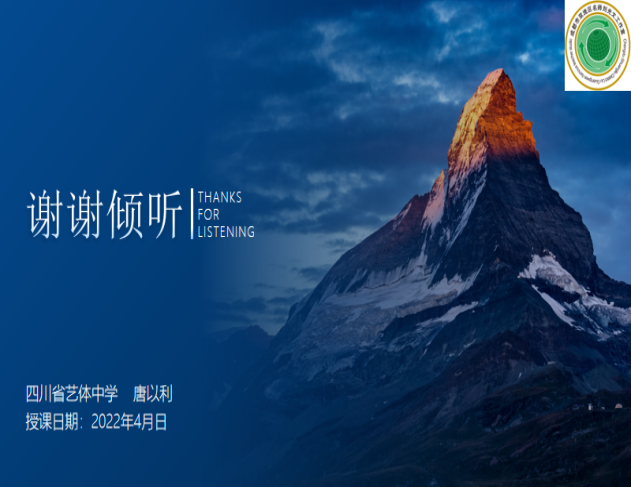 谢谢倾听
THANKS
FOR
LISTENING
四川省艺体中学 唐以利
授课日期：2022年4月日